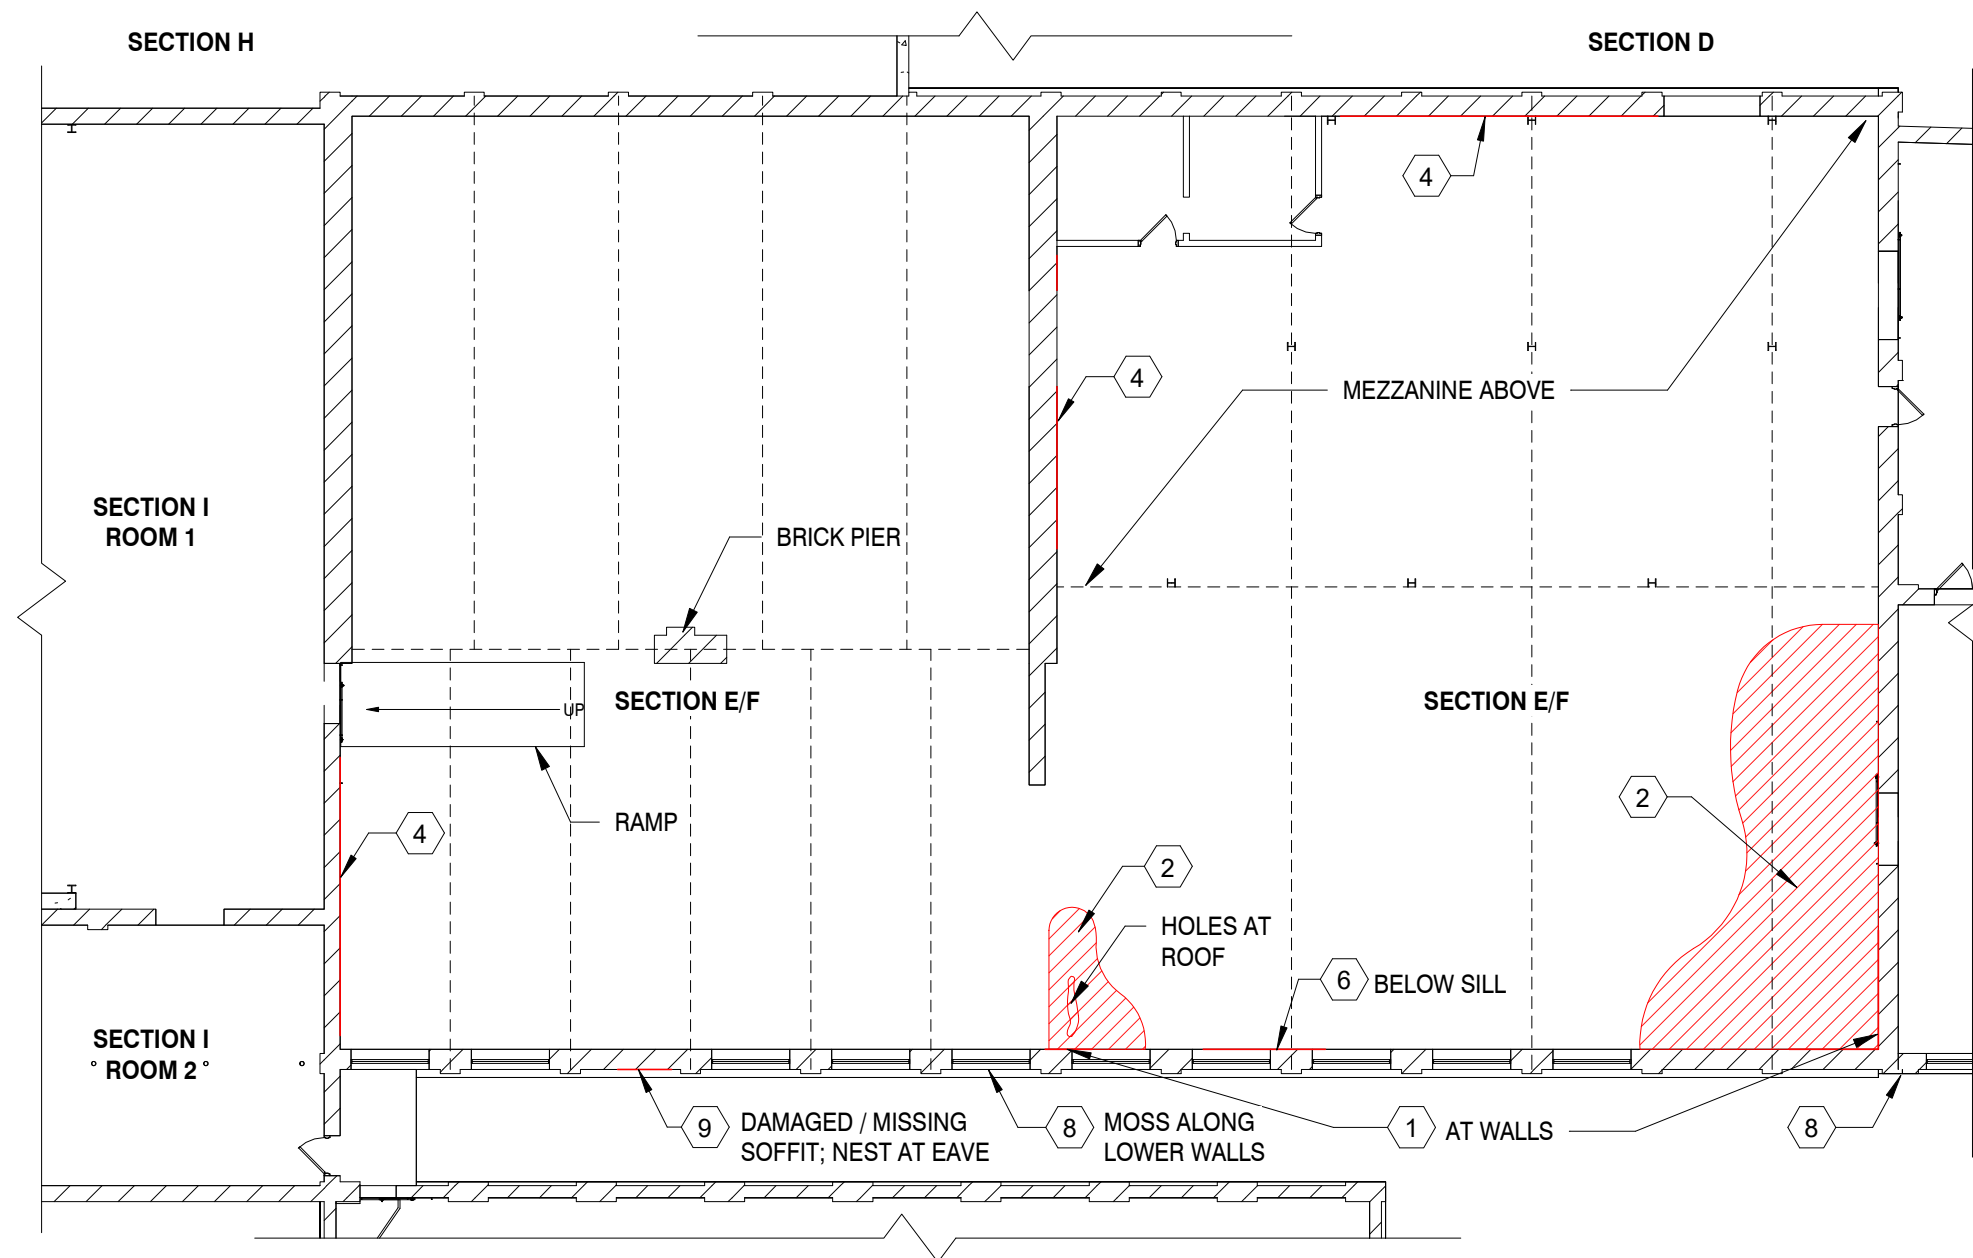 SECTION H
SECTION D
4
4
MEZZANINE ABOVE
SECTION I
ROOM 1
BRICK PIER
UP
SECTION E/F
SECTION E/F
RAMP
4
2
2
HOLES AT
ROOF
6 BELOW SILL
SECTION I
ROOM 2
9 DAMAGED / MISSING
SOFFIT; NEST AT EAVE
8 MOSS ALONG
LOWER WALLS
1 AT WALLS
8